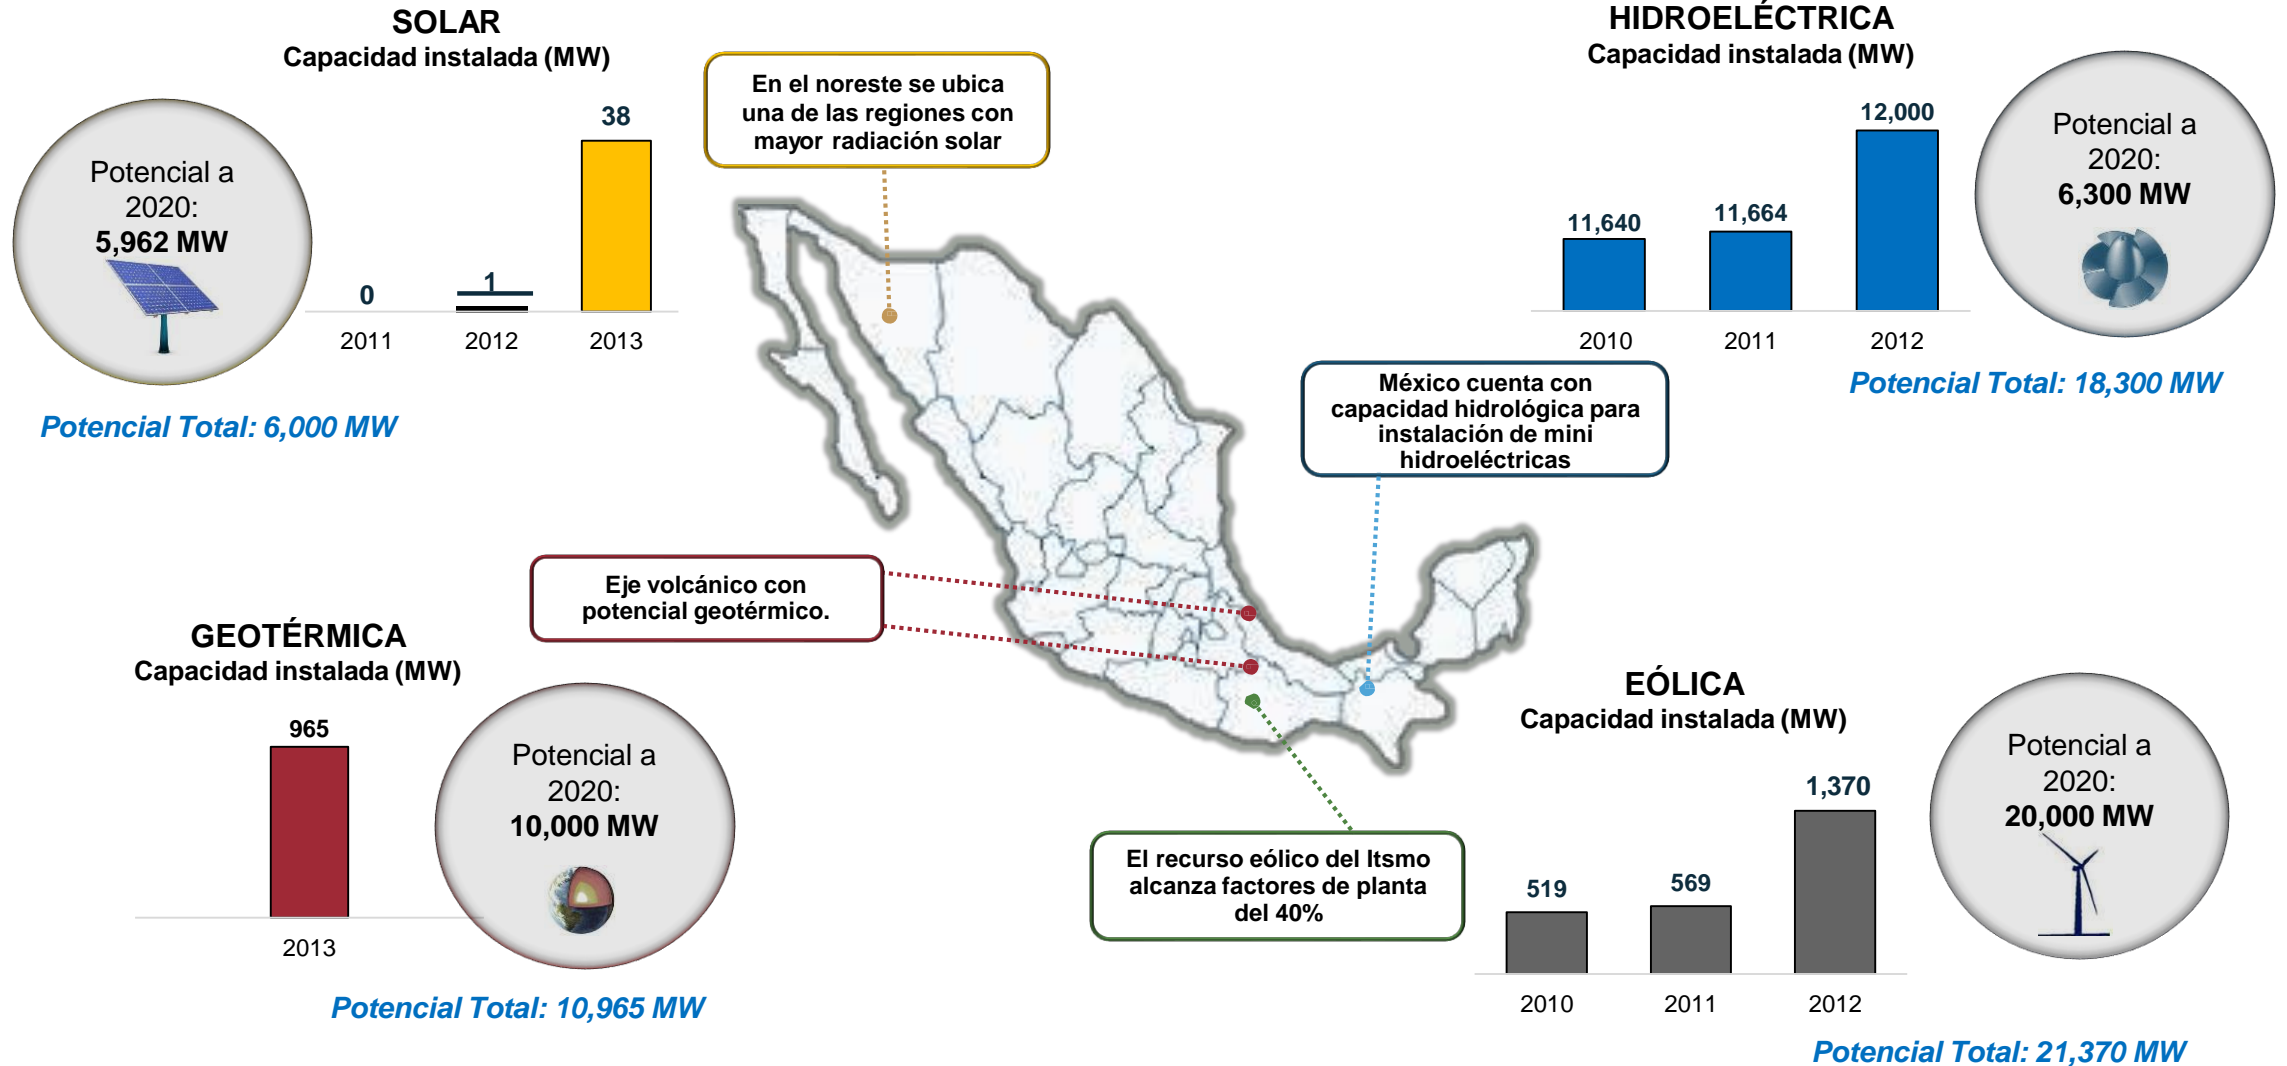 SOLAR
Capacidad instalada (MW)
38
1
0
2011
2012
2013
Potencial a
2020:
5,962 MW
Potencial Total: 6,000 MW
En el noreste se ubica
una de las regiones con
mayor radiación solar
HIDROELÉCTRICA
Capacidad instalada (MW)
12,000
11,640
11,664
2010
2011
2012
Potencial a
2020:
6,300 MW
Potencial Total: 18,300 MW
México cuenta con
capacidad hidrológica para
instalación de mini
hidroeléctricas
Eje volcánico con
potencial geotérmico.
GEOTÉRMICA
Capacidad instalada (MW)
965
2013
Potencial a
2020:
10,000 MW
Potencial Total: 10,965 MW
El recurso eólico del Itsmo
alcanza factores de planta
del 40%
EÓLICA
Capacidad instalada (MW)
1,370
519
569
2010
2011
2012
Potencial a
2020:
20,000 MW
Potencial Total: 21,370 MW